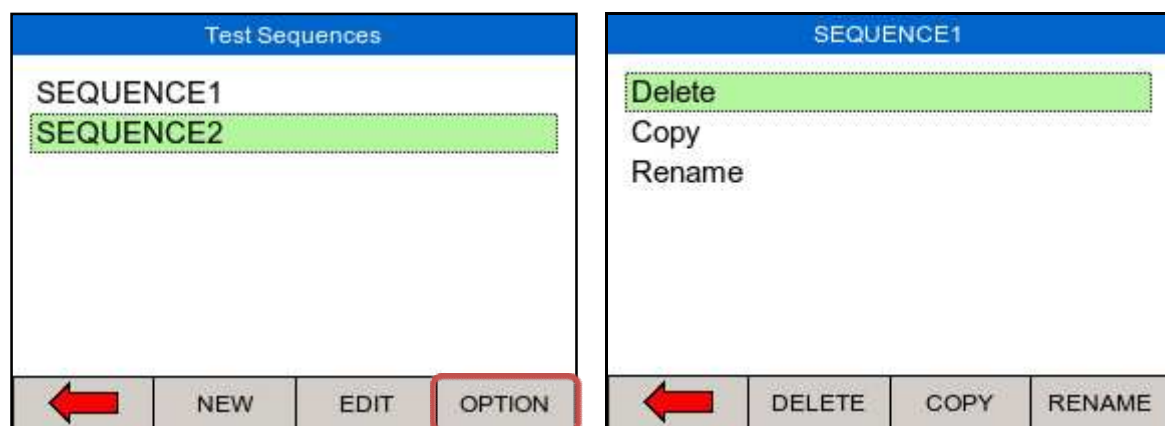 Test Sequences
SEQUENCE1
SEQUENCE2
NEW EDIT OPTION
SEQUENCE1
Delete
Copy
Rename
DELETE COPY RENAME